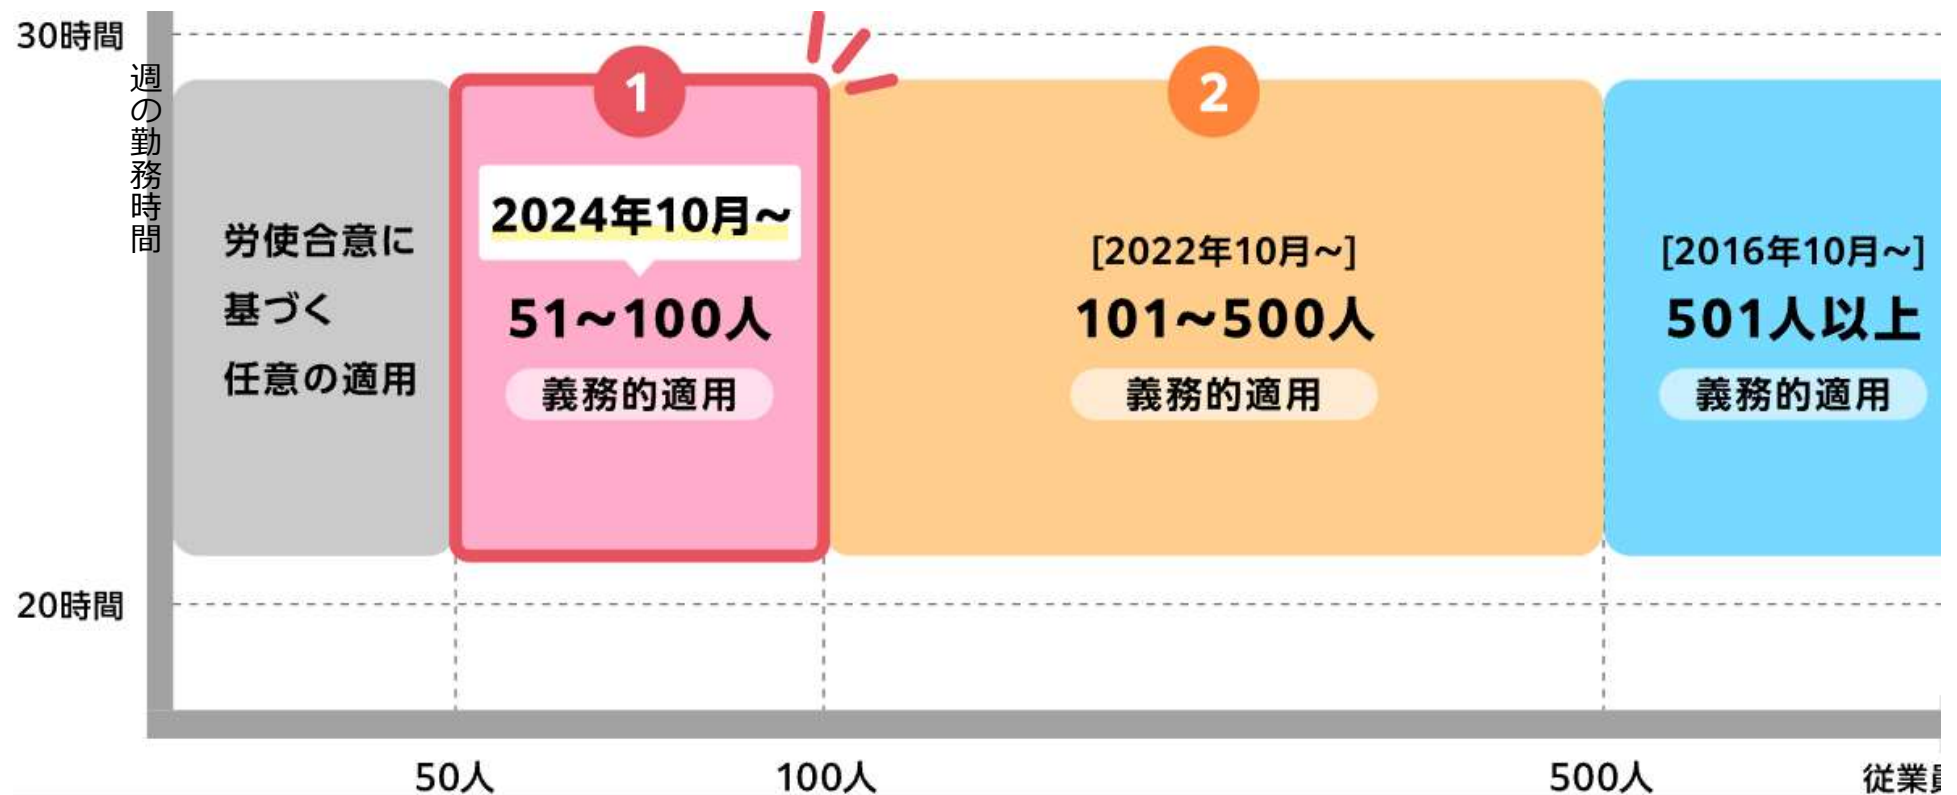 30時間
週の勤務時間
1
2
2024年10月~
労使合意に
基づく
任意の適用
51~100人
義務的適用
[2022年10月~]
101~500人
義務的適用
[2016年10月~]
501人以上
義務的適用
20時間
50人
100人
500人
従業員